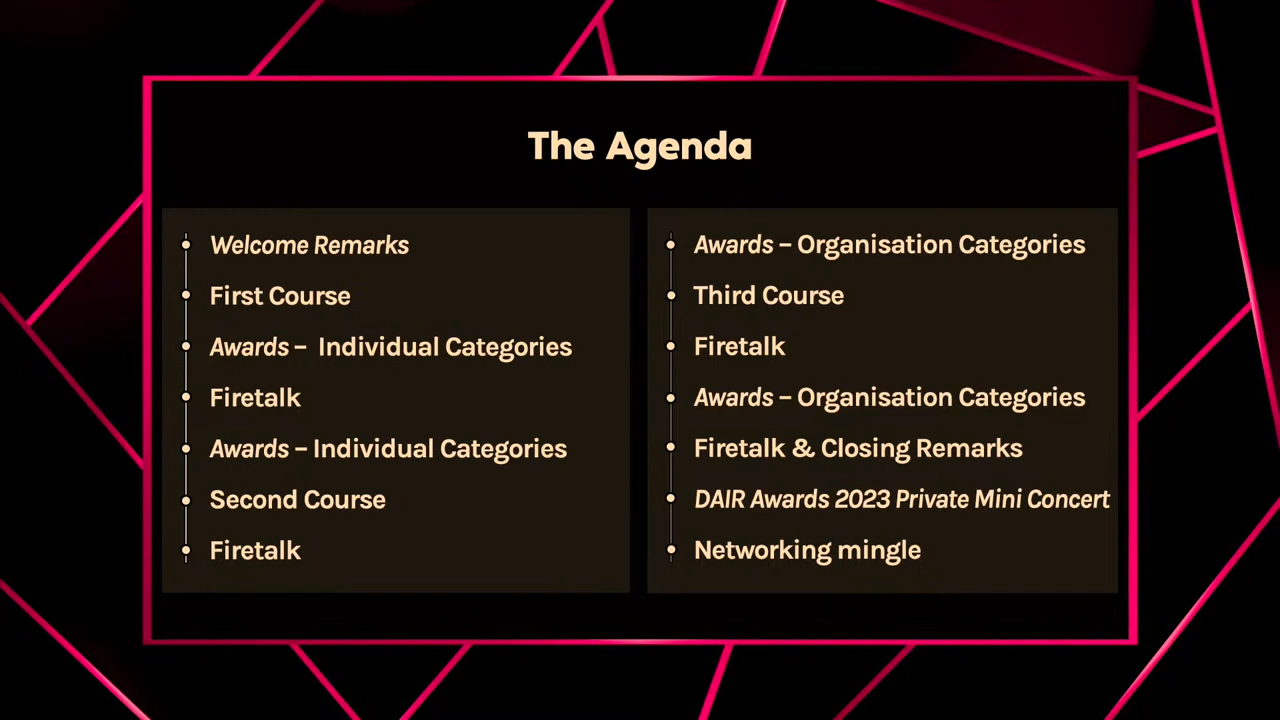 The Agenda
Welcome Remarks
First Course
Awards – Individual Categories
Firetalk
Awards – Individual Categories
Second Course
Firetalk
Awards – Organisation Categories
Third Course
Firetalk
Awards – Organisation Categories
Firetalk & Closing Remarks
DAIR Awards 2023 Private Mini Concert
Networking mingle